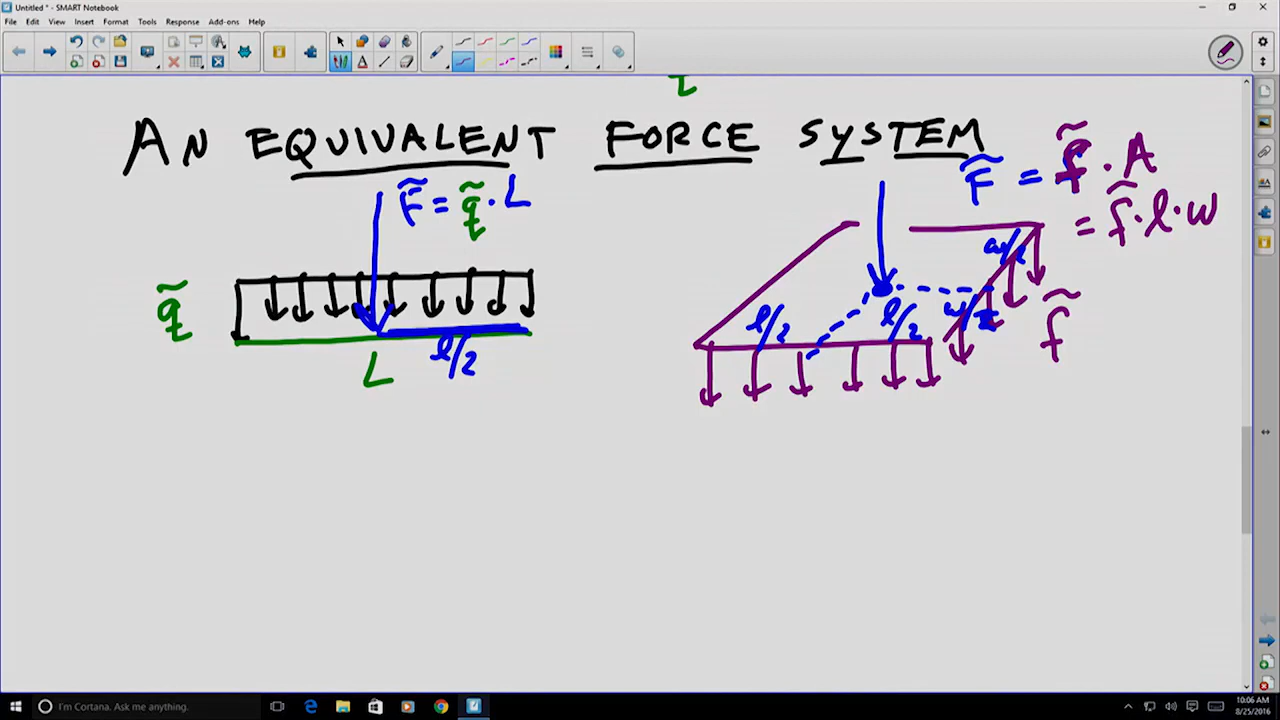 Untitled * - SMART Notebook
File Edit View Insert Format Tools Response Add-ons Help
q
AN EQUIVALENT FORCE SYSTEM
F̃ = q̃ · L
F̃ = f̃ · A
= f̃ · l · w
q̃
L
l/2
l/2
l/2
w/2
w/2
f̃
I'm Cortana. Ask me anything.
10:06 AM
8/25/2016